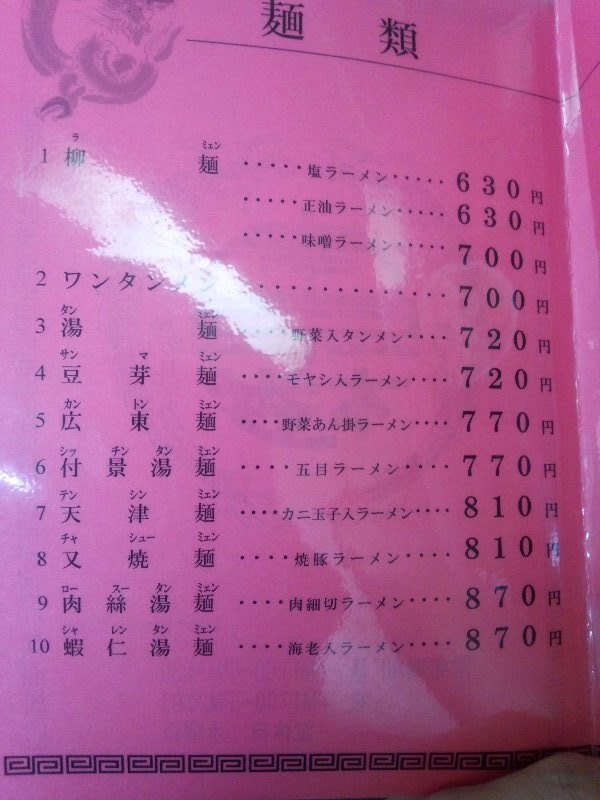 麺類
1 柳麺 ・・・・・塩ラーメン・・・・・ 630円
・・・・・正油ラーメン・・・・・ 630円
・・・・・味噌ラーメン・・・・・ 700円
2 ワンタンメン・・・・・・・・・・・・・・・ 700円
3 湯麺 ・・・・野菜入タンメン・・・・ 720円
4 豆芽麺 ・・・・モヤシ入ラーメン・・・・ 720円
5 広東麺 ・・・・野菜あん掛ラーメン・・・・ 770円
6 付景湯麺 ・・・・五目ラーメン・・・・ 770円
7 天津麺 ・・・・カニ玉子入ラーメン・・・・ 810円
8 又焼麺 ・・・・焼豚ラーメン・・・・ 810円
9 肉絲湯麺 ・・・・肉細切ラーメン・・・・ 870円
10 蝦仁湯麺 ・・・・海老入ラーメン・・・・ 870円